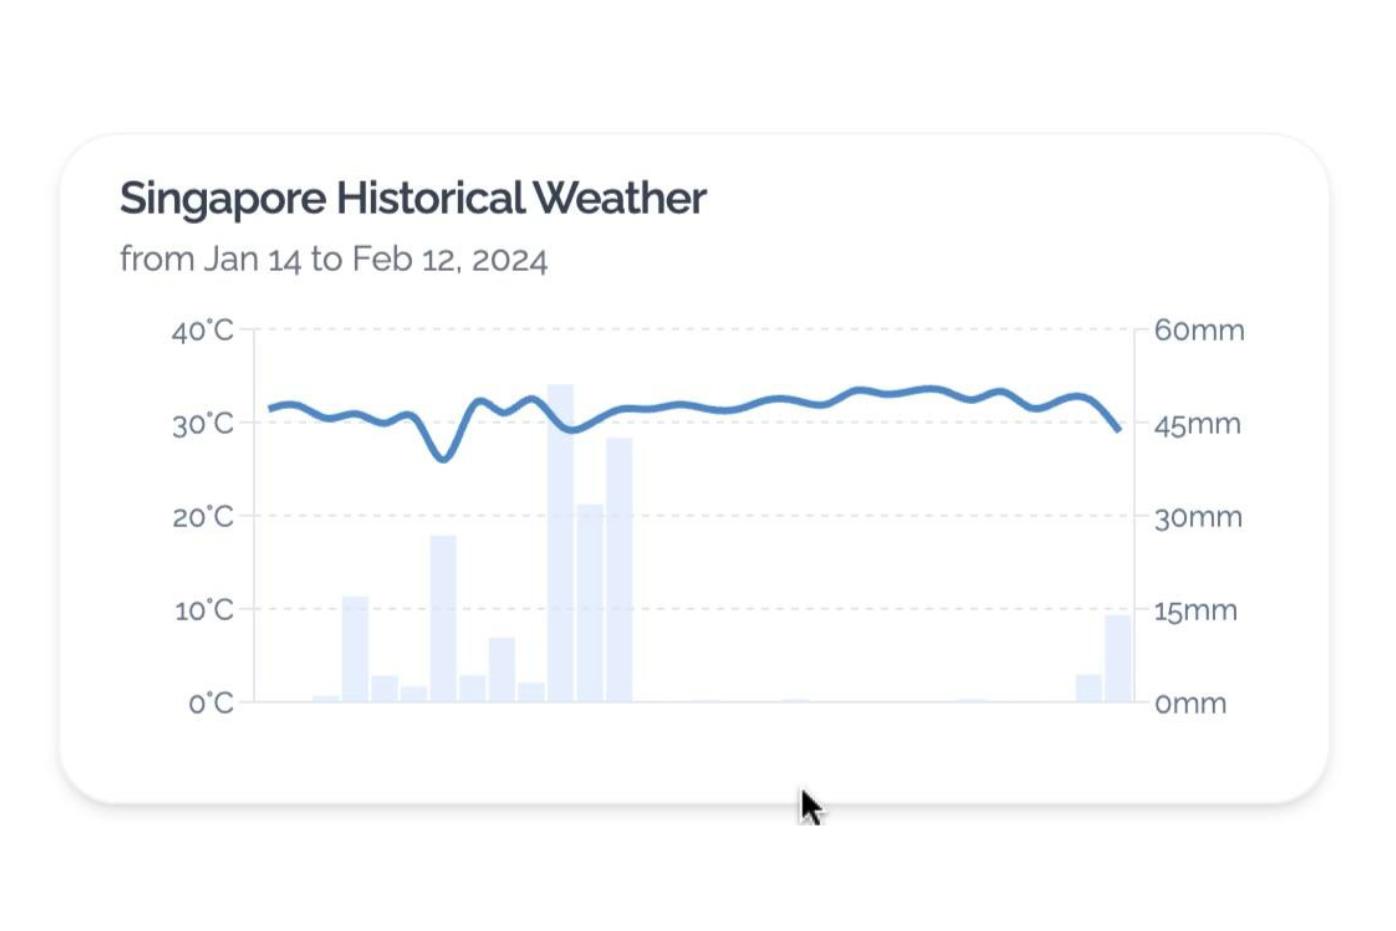 Singapore Historical Weather
from Jan 14 to Feb 12, 2024
40°C
60mm
30°C
45mm
20°C
30mm
10°C
15mm
0°C
0mm